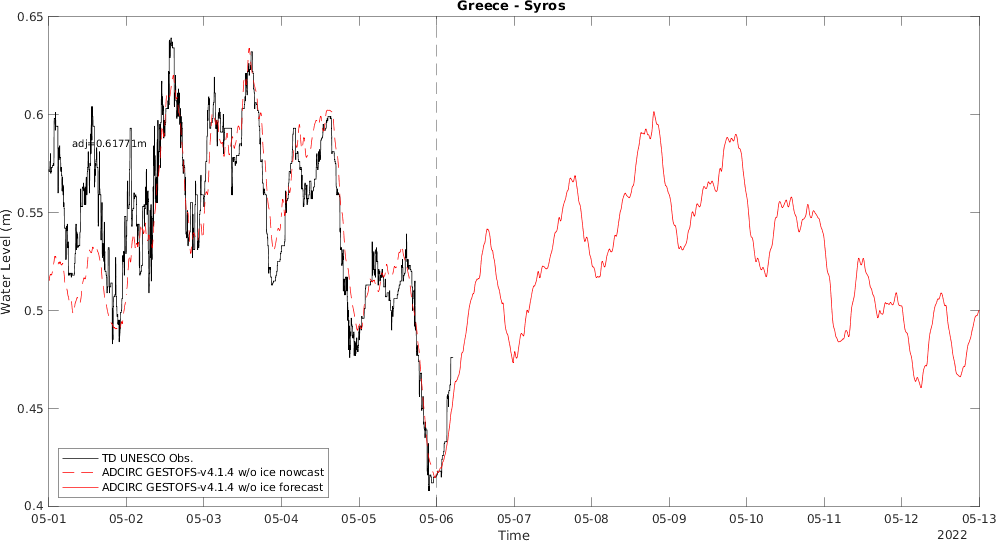 Greece - Syros
0.65
0.6
0.55
0.5
0.45
0.4
Water Level (m)
adj=0.61771m
TD UNESCO Obs.
ADCIRC GESTOFS-v4.1.4 w/o ice nowcast
ADCIRC GESTOFS-v4.1.4 w/o ice forecast
05-01 05-02 05-03 05-04 05-05 05-06 05-07 05-08 05-09 05-10 05-11 05-12 05-13
Time
2022